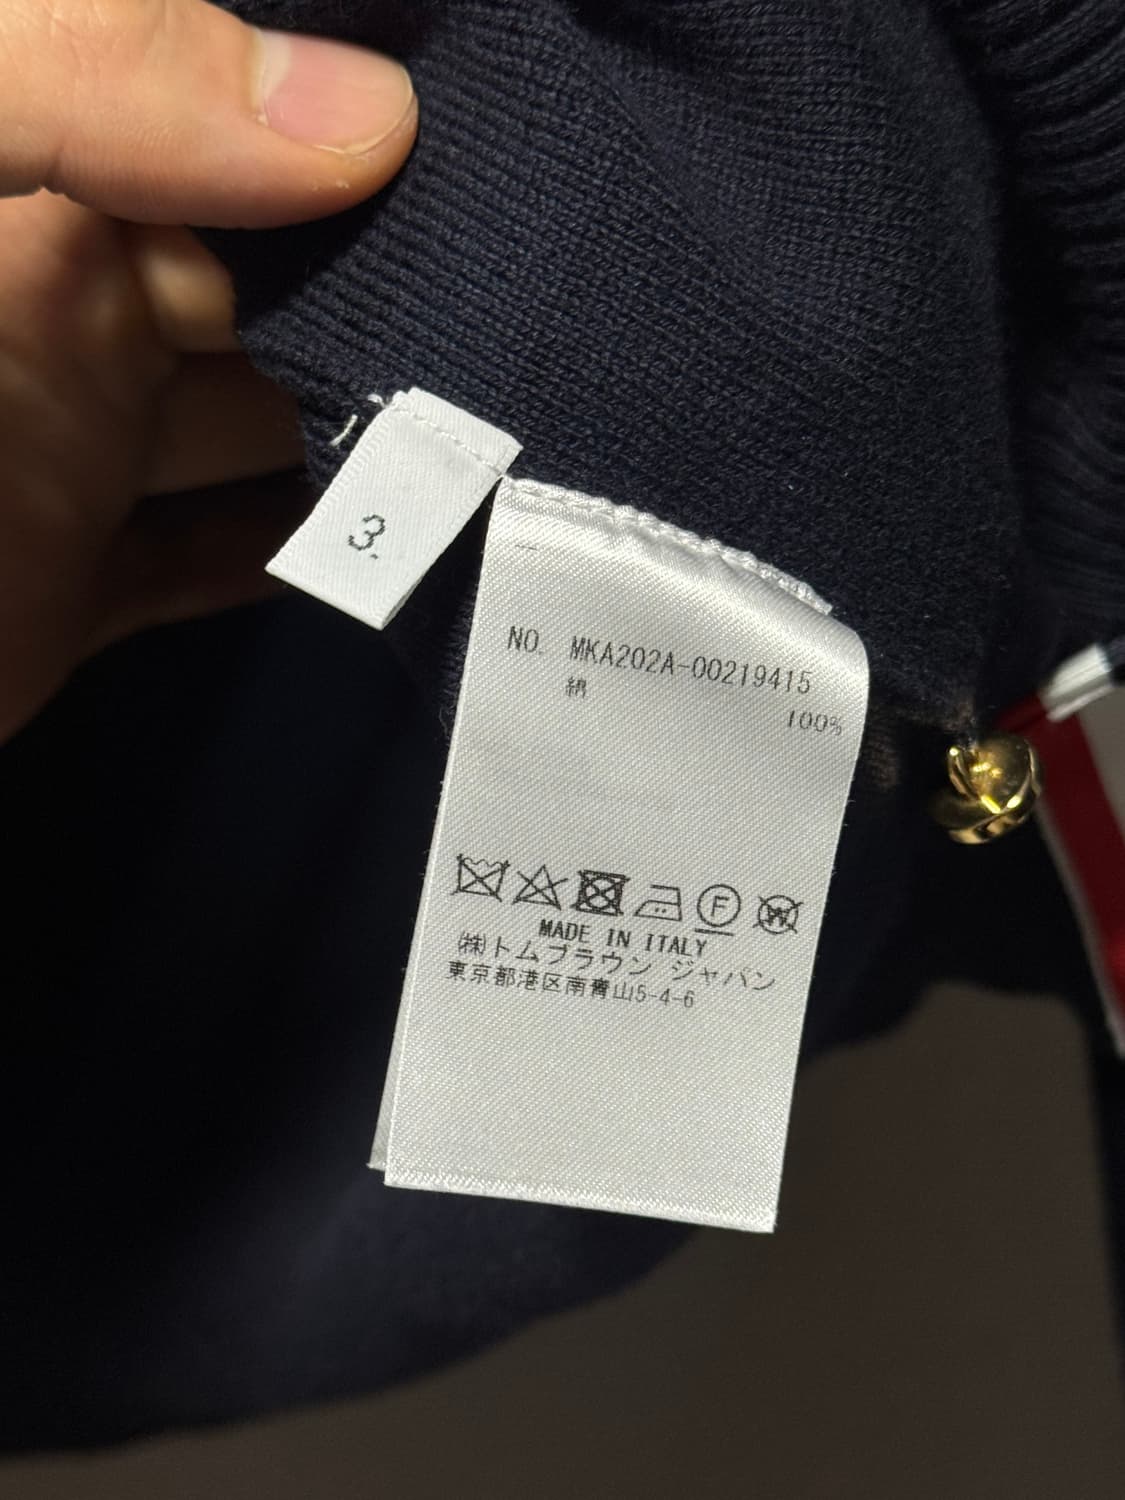 3.
NO. MKA202A-00219415
絹
100%
F
W
MADE IN ITALY
㈱トムブラウン ジャパン
東京都港区南青山5-4-6